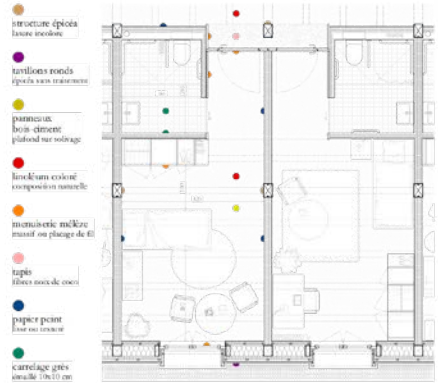 structure épicéa
lasure incolore
tavillons ronds
épicéa sans traitement
panneaux
bois-ciment
plafond sur solivage
linoléum coloré
composition naturelle
menuiserie mélèze
massif ou placage de fil
tapis
fibres noix de coco
papier peint
lisse ou texturé
carrelage grès
émaillé 10x10 cm